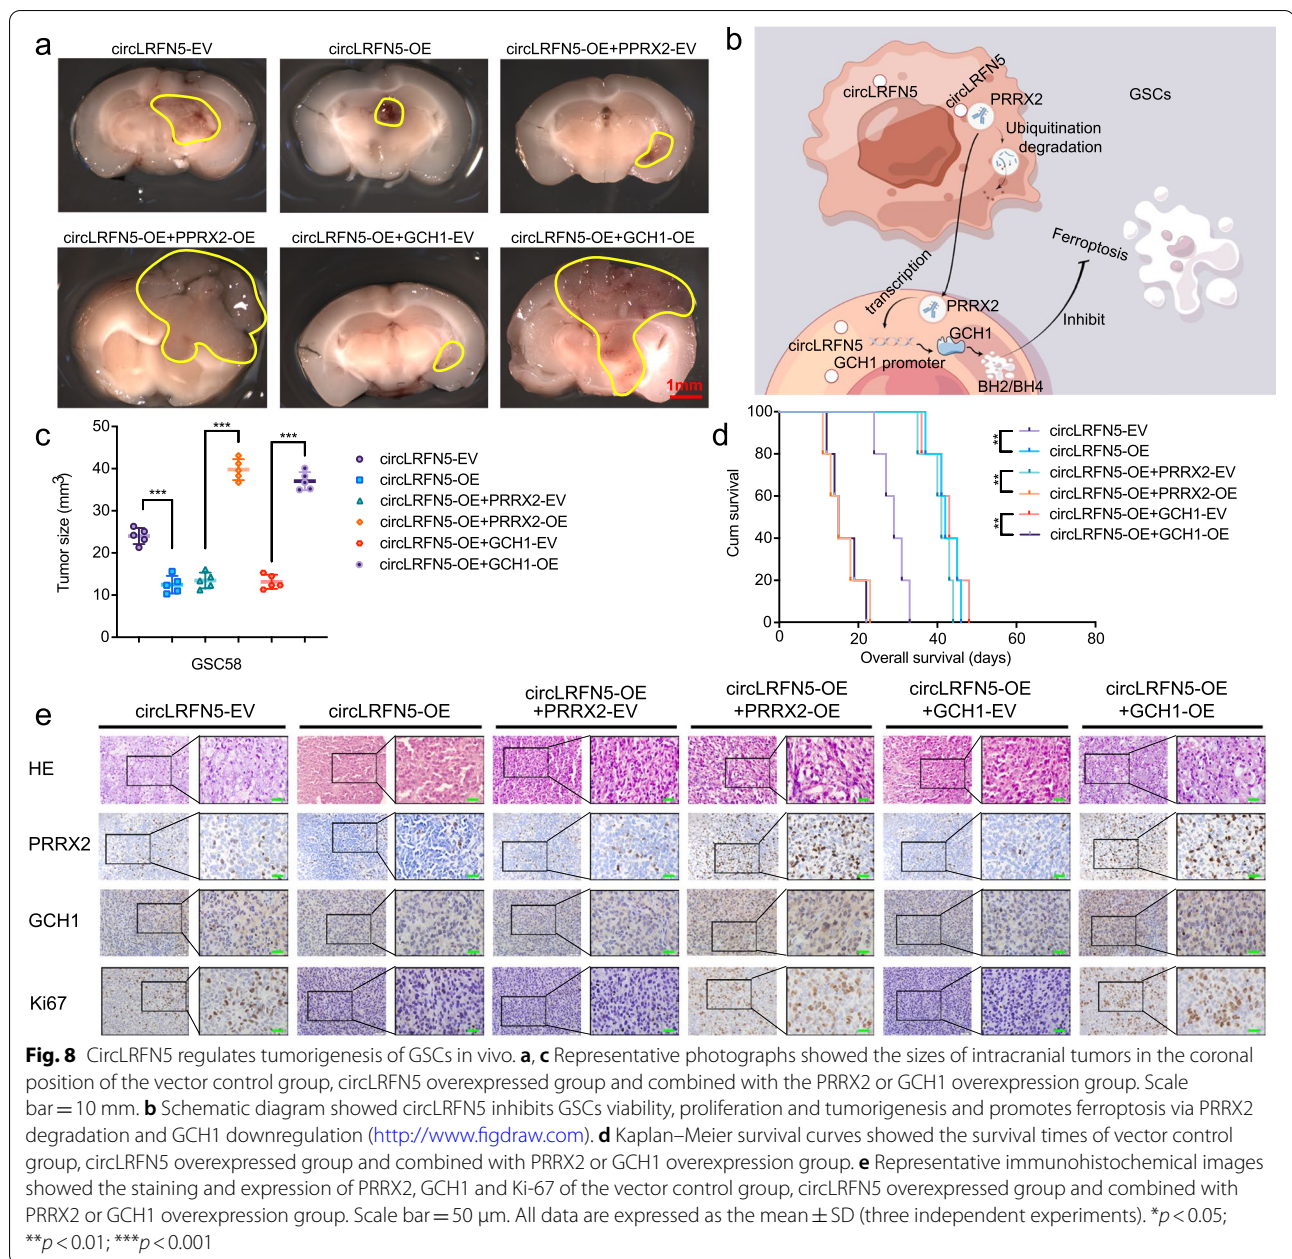 a
circLRFN5-EV
circLRFN5-OE
circLRFN5-OE+PPRX2-EV
circLRFN5-OE+PPRX2-OE
circLRFN5-OE+GCH1-EV
circLRFN5-OE+GCH1-OE
1mm
b
circLRFN5
circLRFN5
PRRX2
GSCs
Ubiquitination
degradation
Ferroptosis
transcription
PRRX2
Inhibit
circLRFN5
GCH1
GCH1 promoter
BH2/BH4
c
Tumor size (mm³)
50
40
30
20
10
0
***
***
***
GSC58
circLRFN5-EV
circLRFN5-OE
circLRFN5-OE+PRRX2-EV
circLRFN5-OE+PRRX2-OE
circLRFN5-OE+GCH1-EV
circLRFN5-OE+GCH1-OE
d
Cum survival
100
80
60
40
20
0
0 20 40 60 80
Overall survival (days)
** circLRFN5-EV
circLRFN5-OE
** circLRFN5-OE+PRRX2-EV
circLRFN5-OE+PRRX2-OE
** circLRFN5-OE+GCH1-EV
circLRFN5-OE+GCH1-OE
e
circLRFN5-EV
circLRFN5-OE
circLRFN5-OE
+PRRX2-EV
circLRFN5-OE
+PRRX2-OE
circLRFN5-OE
+GCH1-EV
circLRFN5-OE
+GCH1-OE
HE
PRRX2
GCH1
Ki67
Fig. 8 CircLRFN5 regulates tumorigenesis of GSCs in vivo. a, c Representative photographs showed the sizes of intracranial tumors in the coronal
position of the vector control group, circLRFN5 overexpressed group and combined with the PRRX2 or GCH1 overexpression group. Scale
bar = 10 mm. b Schematic diagram showed circLRFN5 inhibits GSCs viability, proliferation and tumorigenesis and promotes ferroptosis via PRRX2
degradation and GCH1 downregulation (http://www.figdraw.com). d Kaplan–Meier survival curves showed the survival times of vector control
group, circLRFN5 overexpressed group and combined with PRRX2 or GCH1 overexpression group. e Representative immunohistochemical images
showed the staining and expression of PRRX2, GCH1 and Ki-67 of the vector control group, circLRFN5 overexpressed group and combined with
PRRX2 or GCH1 overexpression group. Scale bar = 50 μm. All data are expressed as the mean ± SD (three independent experiments). *p < 0.05;
**p < 0.01; ***p < 0.001